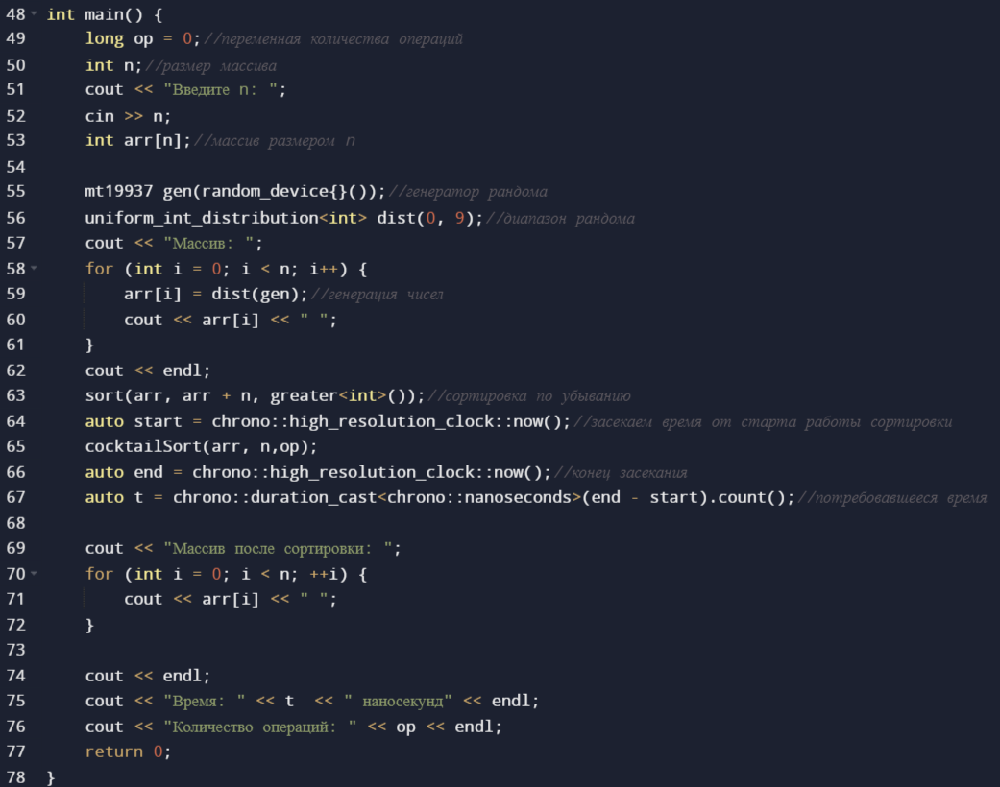 48 int main() {
49 long op = 0;//переменная количества операций
50 int n;//размер массива
51 cout << "Введите n: ";
52 cin >> n;
53 int arr[n];//массив размером n
54
55 mt19937 gen(random_device{}());//генератор рандома
56 uniform_int_distribution<int> dist(0, 9);//диапазон рандома
57 cout << "Массив: ";
58 for (int i = 0; i < n; i++) {
59 arr[i] = dist(gen);//генерация чисел
60 cout << arr[i] << " ";
61 }
62 cout << endl;
63 sort(arr, arr + n, greater<int>());//сортировка по убыванию
64 auto start = chrono::high_resolution_clock::now();//засекаем время от старта работы сортировки
65 cocktailSort(arr, n,op);
66 auto end = chrono::high_resolution_clock::now();//конец засекания
67 auto t = chrono::duration_cast<chrono::nanoseconds>(end - start).count();//потребовавшееся время
68
69 cout << "Массив после сортировки: ";
70 for (int i = 0; i < n; ++i) {
71 cout << arr[i] << " ";
72 }
73
74 cout << endl;
75 cout << "Время: " << t  << " наносекунд" << endl;
76 cout << "Количество операций: " << op << endl;
77 return 0;
78 }